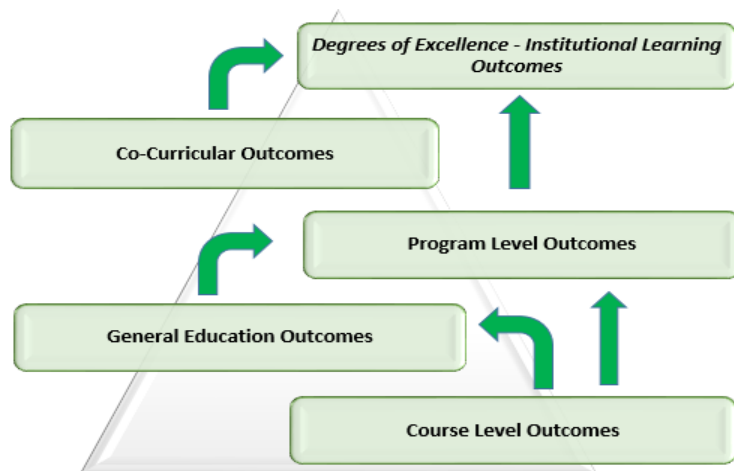 Degrees of Excellence - Institutional Learning
Outcomes
Co-Curricular Outcomes
Program Level Outcomes
General Education Outcomes
Course Level Outcomes